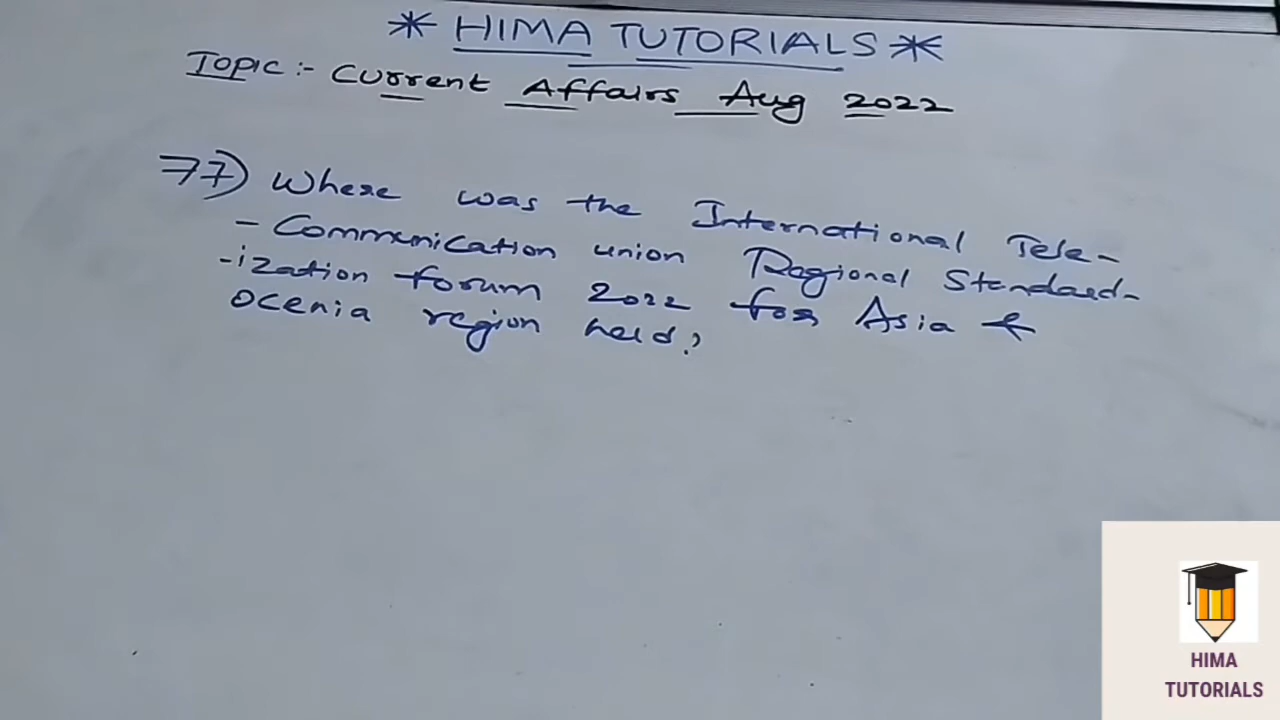 * HIMA TUTORIALS *
Topic :- Current Affairs Aug 2022
77) Where was the International Tele-
- Communication union Regional Standard-
-ization forum 2022 for Asia &
ocenia region held?
HIMA
TUTORIALS